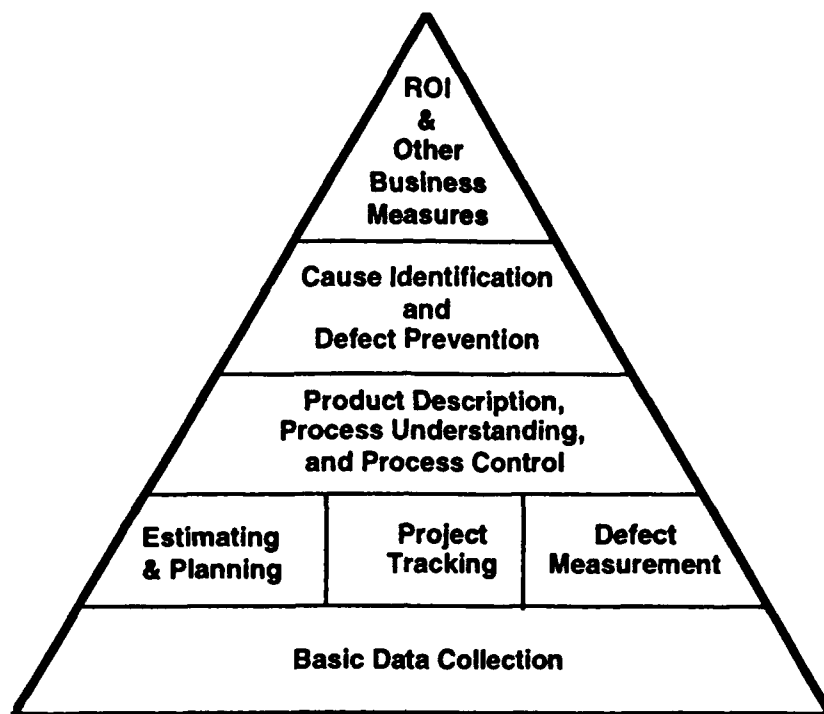 ROI
&
Other
Business
Measures
Cause Identification
and
Defect Prevention
Product Description,
Process Understanding,
and Process Control
Estimating
& Planning
Project
Tracking
Defect
Measurement
Basic Data Collection